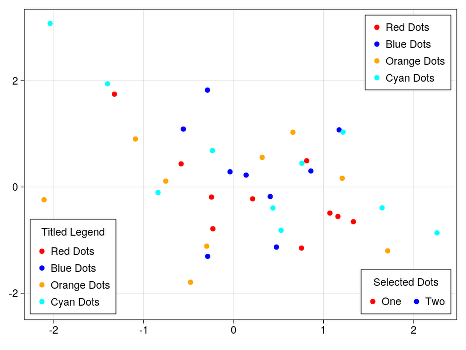 Red Dots
Blue Dots
Orange Dots
Cyan Dots
2
0
-2
Titled Legend
Red Dots
Blue Dots
Orange Dots
Cyan Dots
Selected Dots
One Two
-2 -1 0 1 2